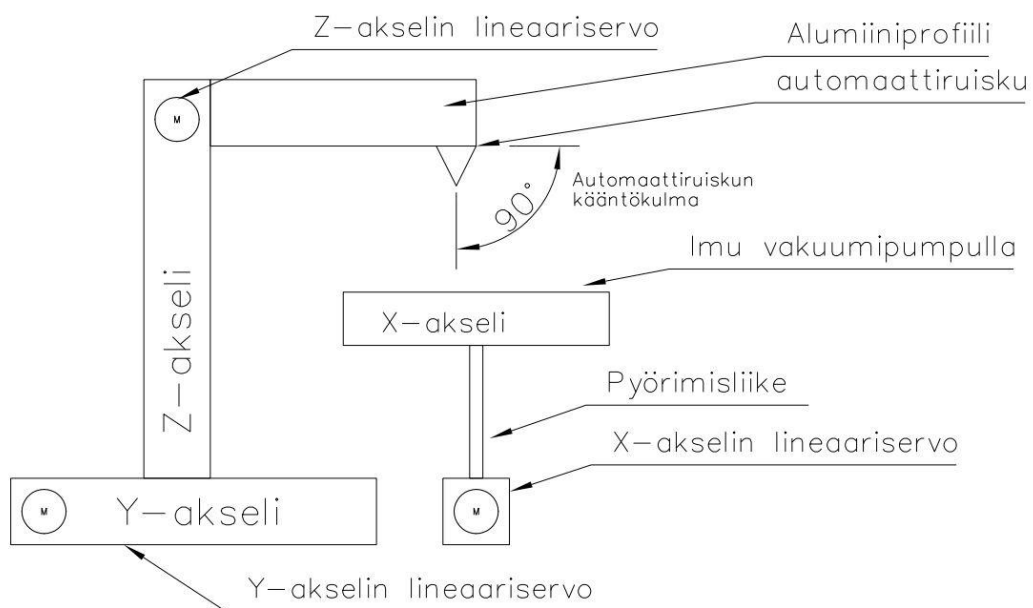 Z-akselin lineaariservo
Alumiiniprofiili
automaattiruisku
M
Automaattiruiskun
kääntökulma
90°
Imu vakuumipumpulla
X-akseli
Z-akseli
Pyörimisliike
X-akselin lineaariservo
M
Y-akseli
M
Y-akselin lineaariservo